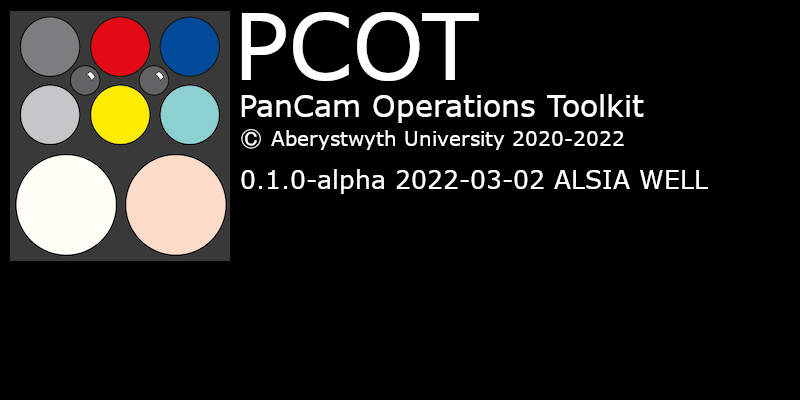 PCOT
PanCam Operations Toolkit
© Aberystwyth University 2020-2022
0.1.0-alpha 2022-03-02 ALSIA WELL